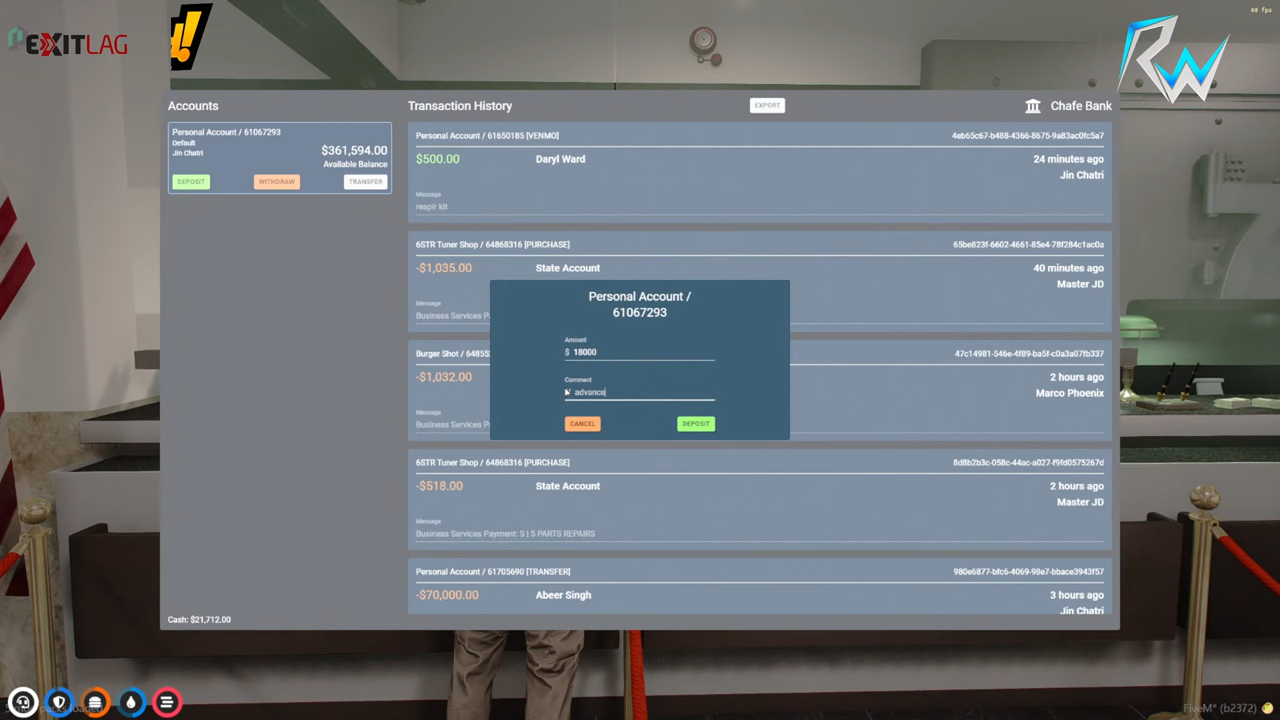 68 fps
EXITLAG
RW
Accounts
Personal Account / 61067293
Default
Jin Chatri
$361,594.00
Available Balance
DEPOSIT
WITHDRAW
TRANSFER
Cash: $21,712.00
Transaction History
EXPORT
Chafe Bank
Personal Account / 61650185 [VENMO]
4eb65c67-b488-4366-8675-9a83ac0fc5a7
$500.00
Daryl Ward
24 minutes ago
Jin Chatri
Message
reapir kit
6STR Tuner Shop / 64868316 [PURCHASE]
65be823f-6602-4661-85e4-78f284c1ac0a
-$1,035.00
State Account
40 minutes ago
Master JD
Message
Business Services P
Burger Shot / 6485
47c14981-546e-4f89-ba5f-c0a3a07fb337
-$1,032.00
2 hours ago
Marco Phoenix
Message
Business Services P
6STR Tuner Shop / 64868316 [PURCHASE]
8d8b2b3c-058c-44ac-a027-f9fd0575267d
-$518.00
State Account
2 hours ago
Master JD
Message
Business Services Payment: S | 5 PARTS REPAIRS
Personal Account / 61705690 [TRANSFER]
980e6877-bfc6-4069-98e7-bbace3943f57
-$70,000.00
Abeer Singh
3 hours ago
Jin Chatri
Personal Account /
61067293
Amount
$ 18000
Comment
advance
CANCEL
DEPOSIT
FiveM* (b2372)